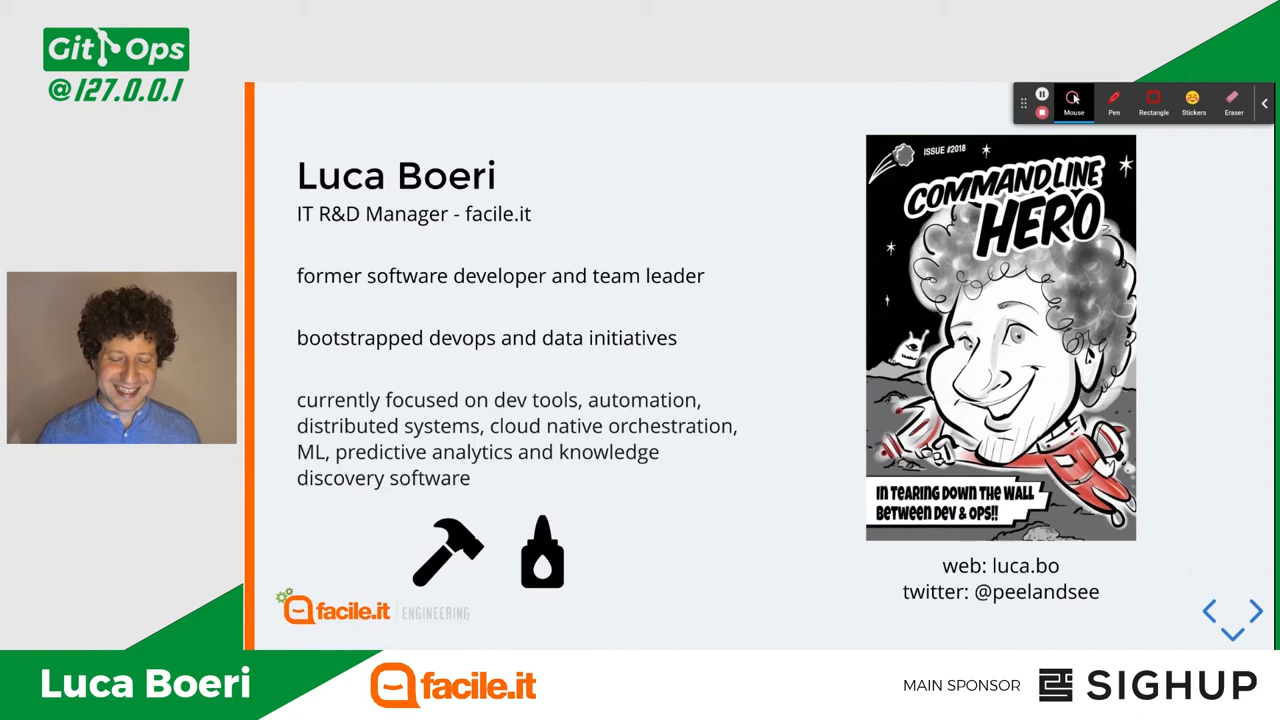 Git Ops
@127.0.0.1
Mouse
Pen
Rectangle
Stickers
Eraser
Luca Boeri
IT R&D Manager - facile.it
former software developer and team leader
bootstrapped devops and data initiatives
currently focused on dev tools, automation,
distributed systems, cloud native orchestration,
ML, predictive analytics and knowledge
discovery software
facile.it | ENGINEERING
ISSUE #2018
COMMAND LINE
HERO
IN TEARING DOWN THE WALL
BETWEEN DEV & OPS!!
web: luca.bo
twitter: @peelandsee
Luca Boeri
facile.it
MAIN SPONSOR
SIGHUP